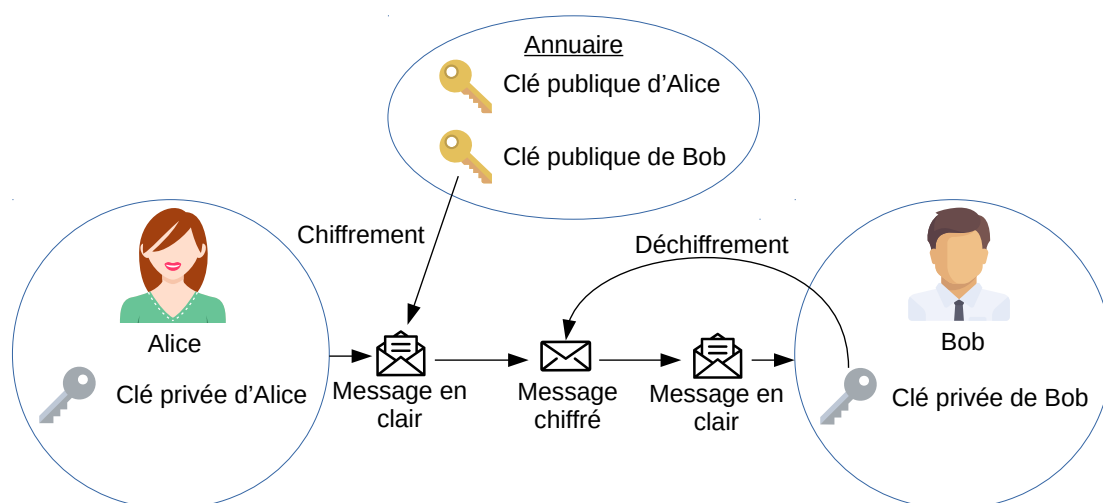 Annuaire
Clé publique d’Alice
Clé publique de Bob
Chiffrement
Déchiffrement
Alice
Bob
Clé privée d’Alice
Message en
clair
Message
chiffré
Message en
clair
Clé privée de Bob